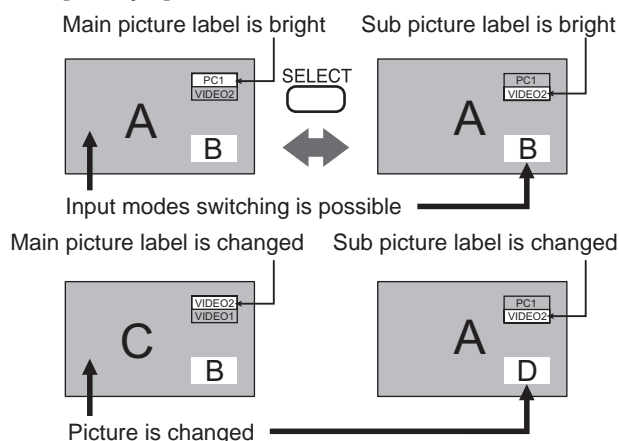 Main picture label is bright Sub picture label is bright
PC1
VIDEO2
SELECT
PC1
VIDEO2
A
B
A
B
Input modes switching is possible
Main picture label is changed Sub picture label is changed
VIDEO2
VIDEO1
PC1
VIDEO2
C
B
A
D
Picture is changed